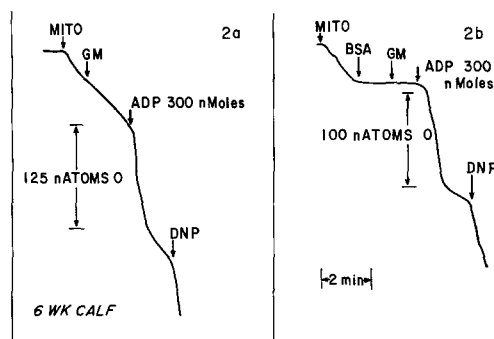 MITO
2a
GM
ADP 300 nMoles
125 nATOMS O
DNP
6 WK CALF
MITO
2b
BSA
GM
ADP 300
nMoles
100 nATOMS O
DNP
2 min